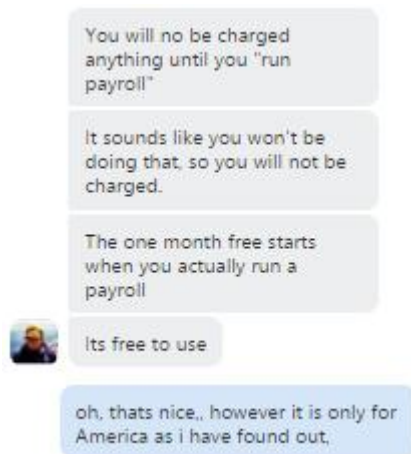 You will no be charged
anything until you "run
payroll"
It sounds like you won't be
doing that, so you will not be
charged.
The one month free starts
when you actually run a
payroll
Its free to use
oh, thats nice,, however it is only for
America as i have found out,